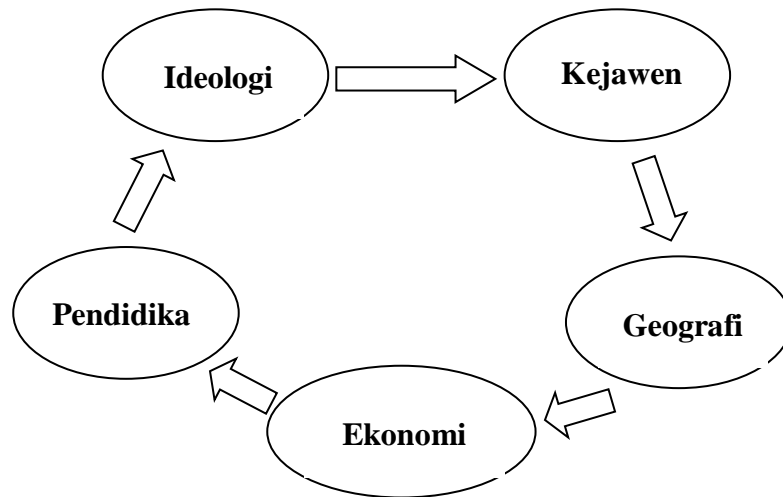 Ideologi
Kejawen
Geografi
Ekonomi
Pendidika